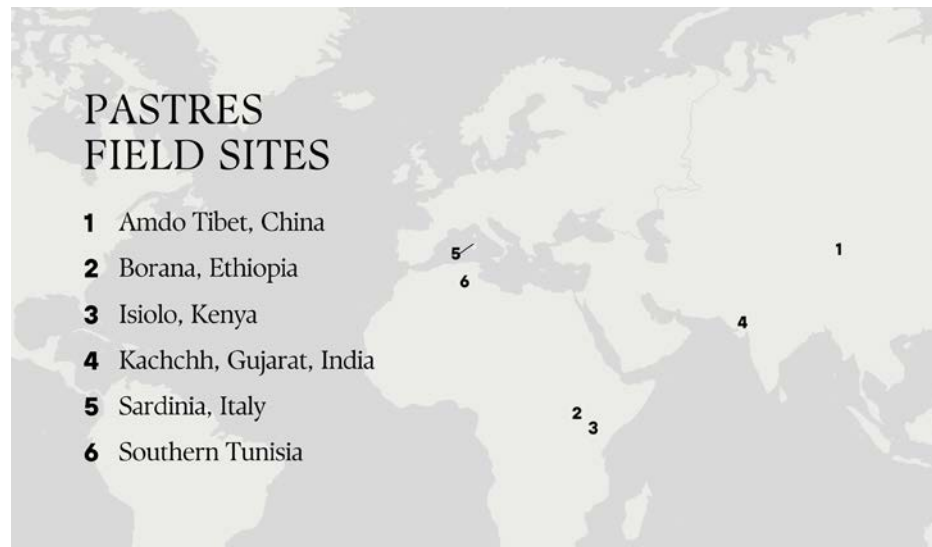 PASTRES
FIELD SITES
1 Amdo Tibet, China
2 Borana, Ethiopia
3 Isiolo, Kenya
4 Kachchh, Gujarat, India
5 Sardinia, Italy
6 Southern Tunisia
1
5
6
4
2
3